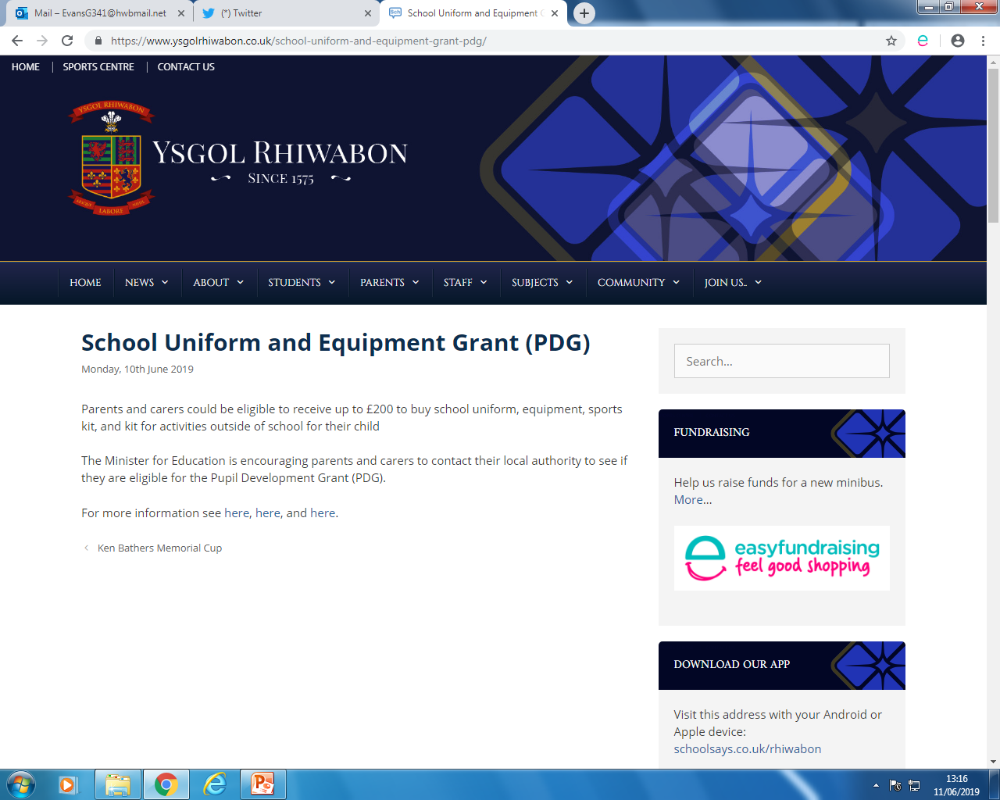 Mail – EvansG341@hwbmail.net
(*) Twitter
School Uniform and Equipment G
https://www.ysgolrhiwabon.co.uk/school-uniform-and-equipment-grant-pdg/
HOME
SPORTS CENTRE
CONTACT US
YSGOL RHIWABON
LABORE
YSGOL RHIWABON
SINCE 1575
HOME
NEWS
ABOUT
STUDENTS
PARENTS
STAFF
SUBJECTS
COMMUNITY
JOIN US..
School Uniform and Equipment Grant (PDG)
Monday, 10th June 2019
Parents and carers could be eligible to receive up to £200 to buy school uniform, equipment, sports
kit, and kit for activities outside of school for their child
The Minister for Education is encouraging parents and carers to contact their local authority to see if
they are eligible for the Pupil Development Grant (PDG).
For more information see here, here, and here.
Ken Bathers Memorial Cup
Search...
FUNDRAISING
Help us raise funds for a new minibus.
More...
easyfundraising
feel good shopping
DOWNLOAD OUR APP
Visit this address with your Android or
Apple device:
schoolsays.co.uk/rhiwabon
13:16
11/06/2019